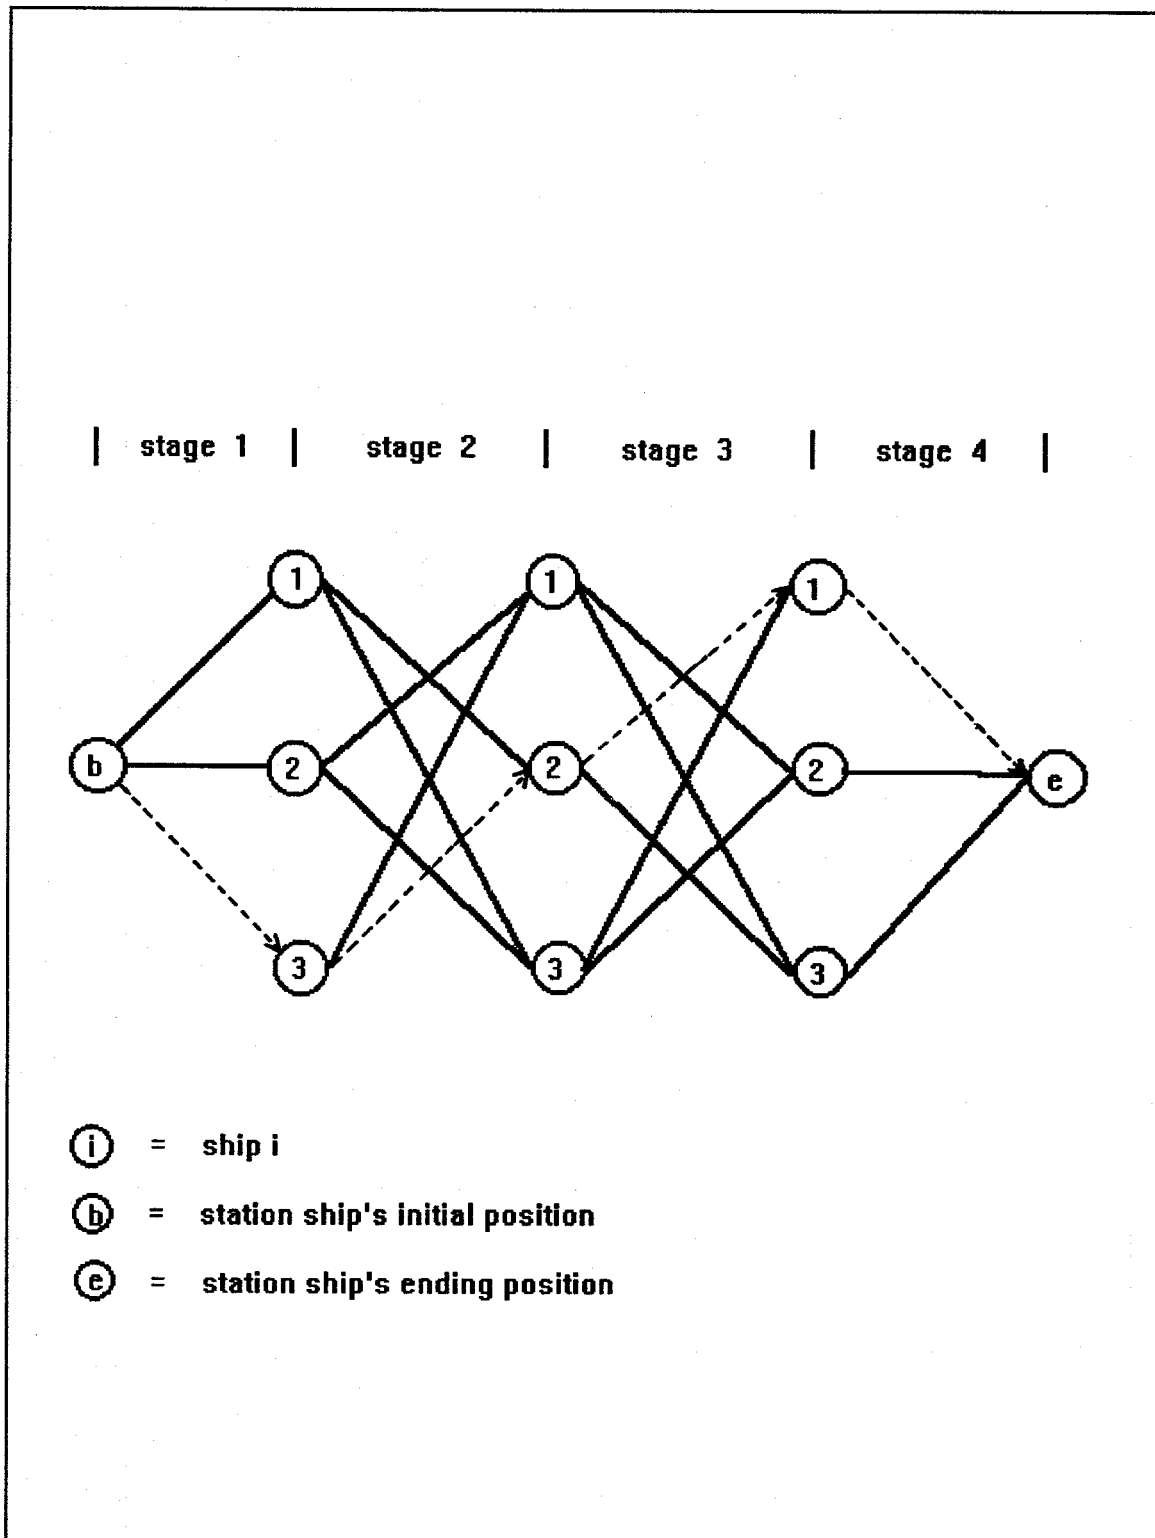 | stage 1 | stage 2 | stage 3 | stage 4 |
1 1 1
b 2 2 2 e
3 3 3
i = ship i
b = station ship's initial position
e = station ship's ending position